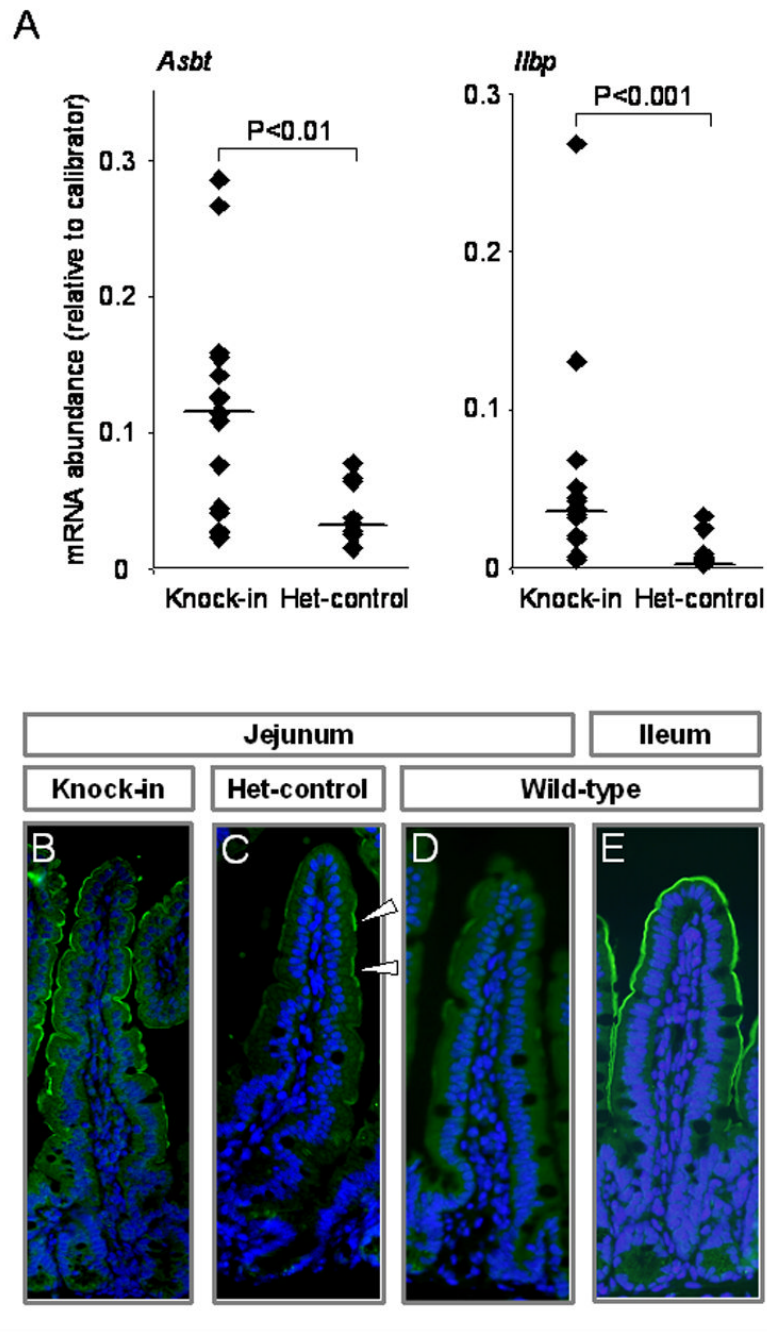 A
Asbt
Ilbp
mRNA abundance (relative to calibrator)
P<0.01
P<0.001
0.3
0.2
0.1
0
0.3
0.2
0.1
0
Knock-in Het-control
Knock-in Het-control
Jejunum
Ileum
Knock-in
Het-control
Wild-type
B
C
D
E